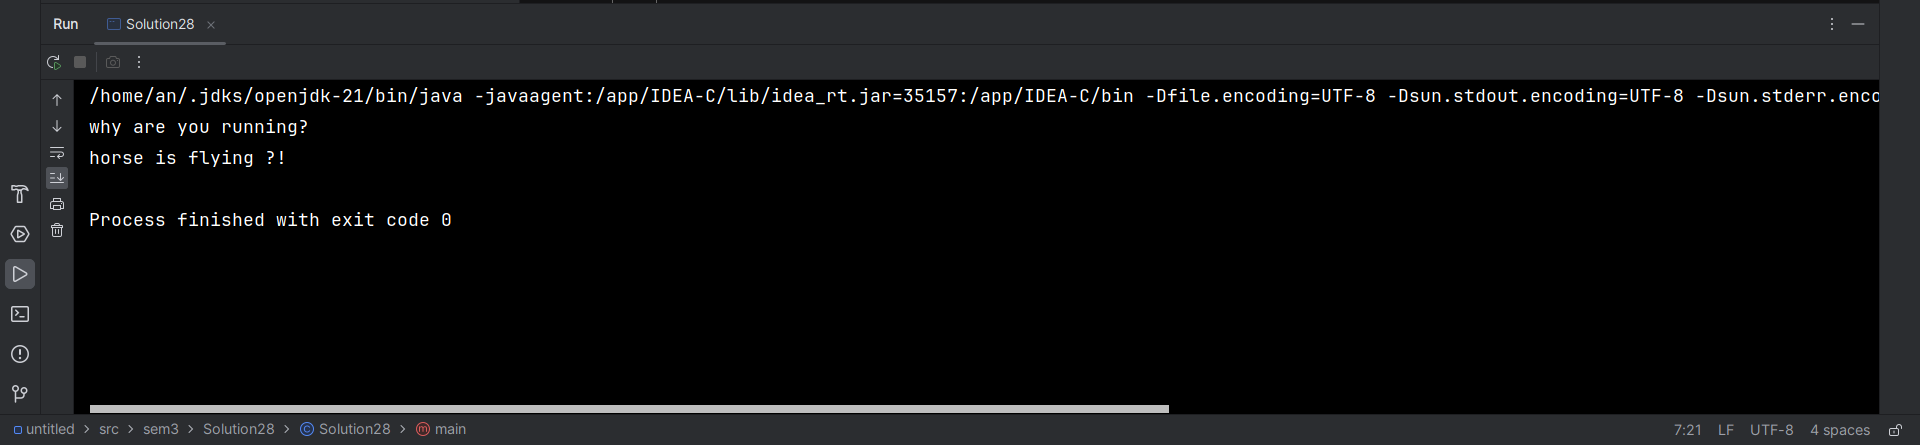 Run Solution28
/home/an/.jdks/openjdk-21/bin/java -javaagent:/app/IDEA-C/lib/idea_rt.jar=35157:/app/IDEA-C/bin -Dfile.encoding=UTF-8 -Dsun.stdout.encoding=UTF-8 -Dsun.stderr.enco
why are you running?
horse is flying ?!
Process finished with exit code 0
untitled > src > sem3 > Solution28 > Solution28 > main 7:21 LF UTF-8 4 spaces